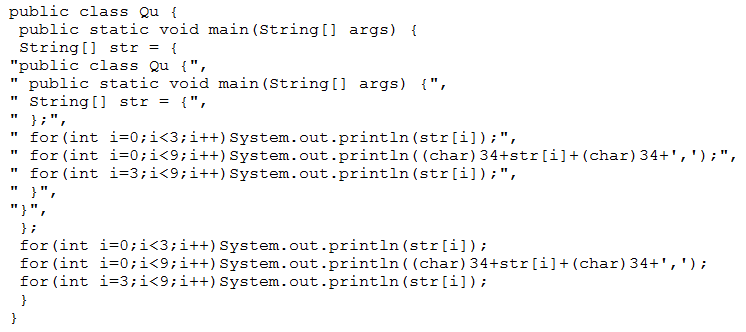 public class Qu {
 public static void main(String[] args) {
 String[] str = {
"public class Qu {",
" public static void main(String[] args) {",
" String[] str = {",
" };",
" for(int i=0;i<3;i++)System.out.println(str[i]);",
" for(int i=0;i<9;i++)System.out.println((char)34+str[i]+(char)34+',');",
" for(int i=3;i<9;i++)System.out.println(str[i]);",
" }",
"}",
 };
 for(int i=0;i<3;i++)System.out.println(str[i]);
 for(int i=0;i<9;i++)System.out.println((char)34+str[i]+(char)34+',');
 for(int i=3;i<9;i++)System.out.println(str[i]);
 }
}